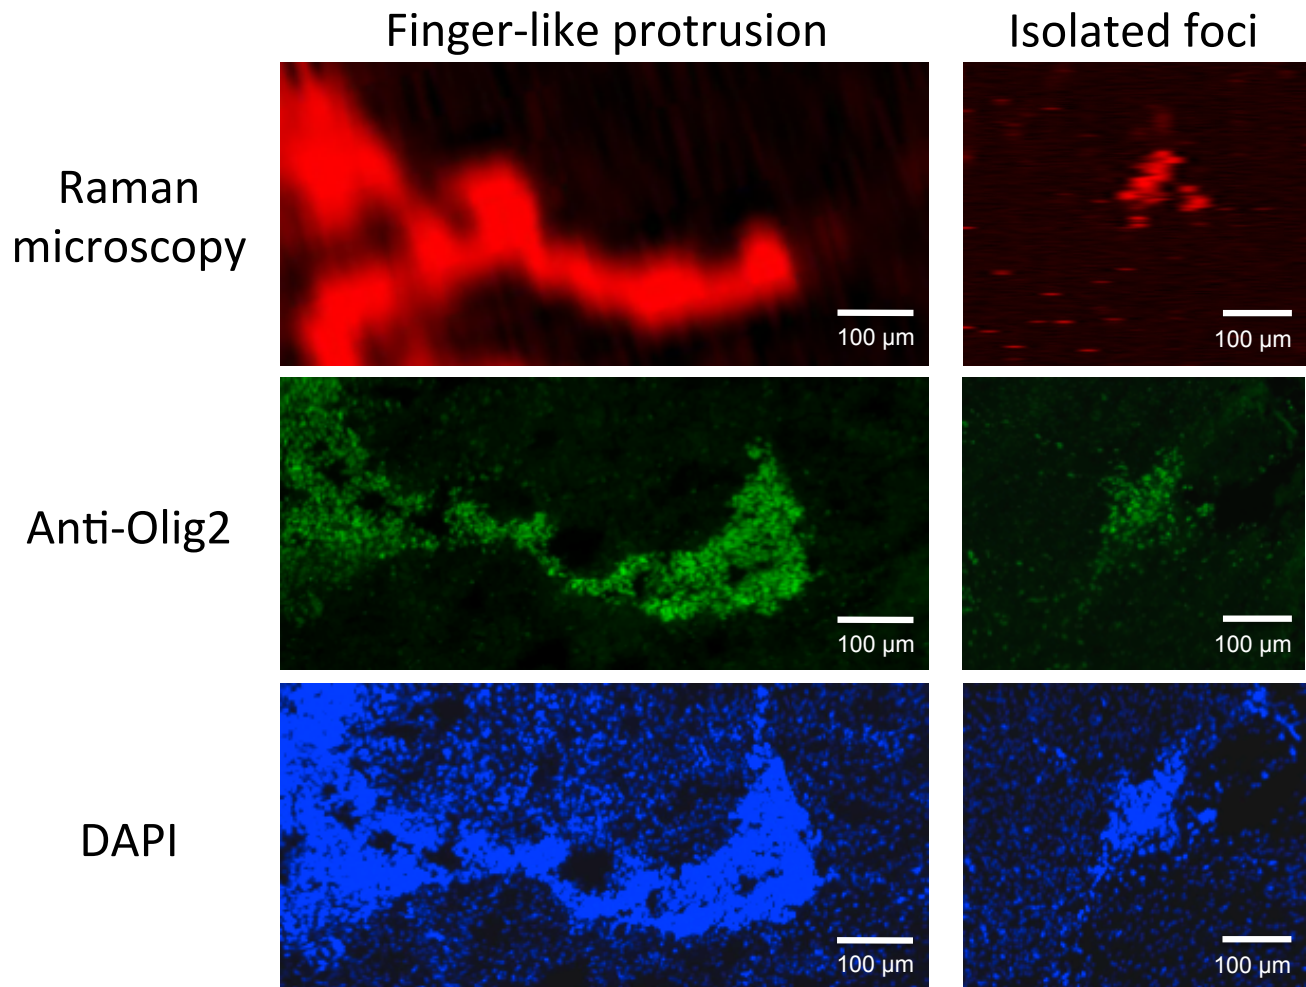 Finger-like protrusion
Isolated foci
Raman
microscopy
100 µm
100 µm
Anti-Olig2
100 µm
100 µm
DAPI
100 µm
100 µm